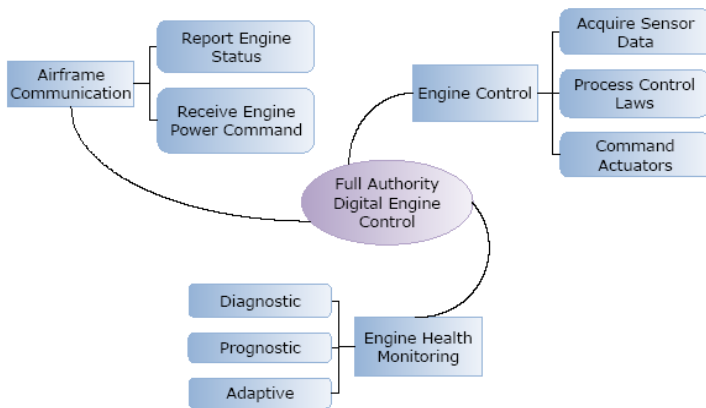 Report Engine
Status
Airframe
Communication
Receive Engine
Power Command
Acquire Sensor
Data
Engine Control
Process Control
Laws
Command
Actuators
Full Authority
Digital Engine
Control
Diagnostic
Prognostic
Adaptive
Engine Health
Monitoring